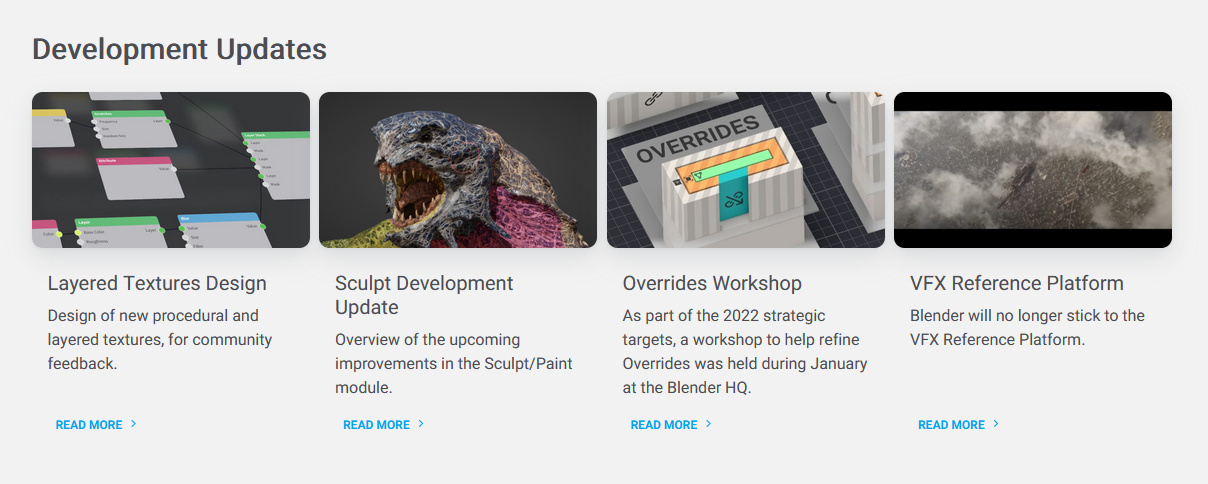 Development Updates
OVERRIDES
Layered Textures Design
Design of new procedural and
layered textures, for community
feedback.
READ MORE
Sculpt Development
Update
Overview of the upcoming
improvements in the Sculpt/Paint
module.
READ MORE
Overrides Workshop
As part of the 2022 strategic
targets, a workshop to help refine
Overrides was held during January
at the Blender HQ.
READ MORE
VFX Reference Platform
Blender will no longer stick to the
VFX Reference Platform.
READ MORE